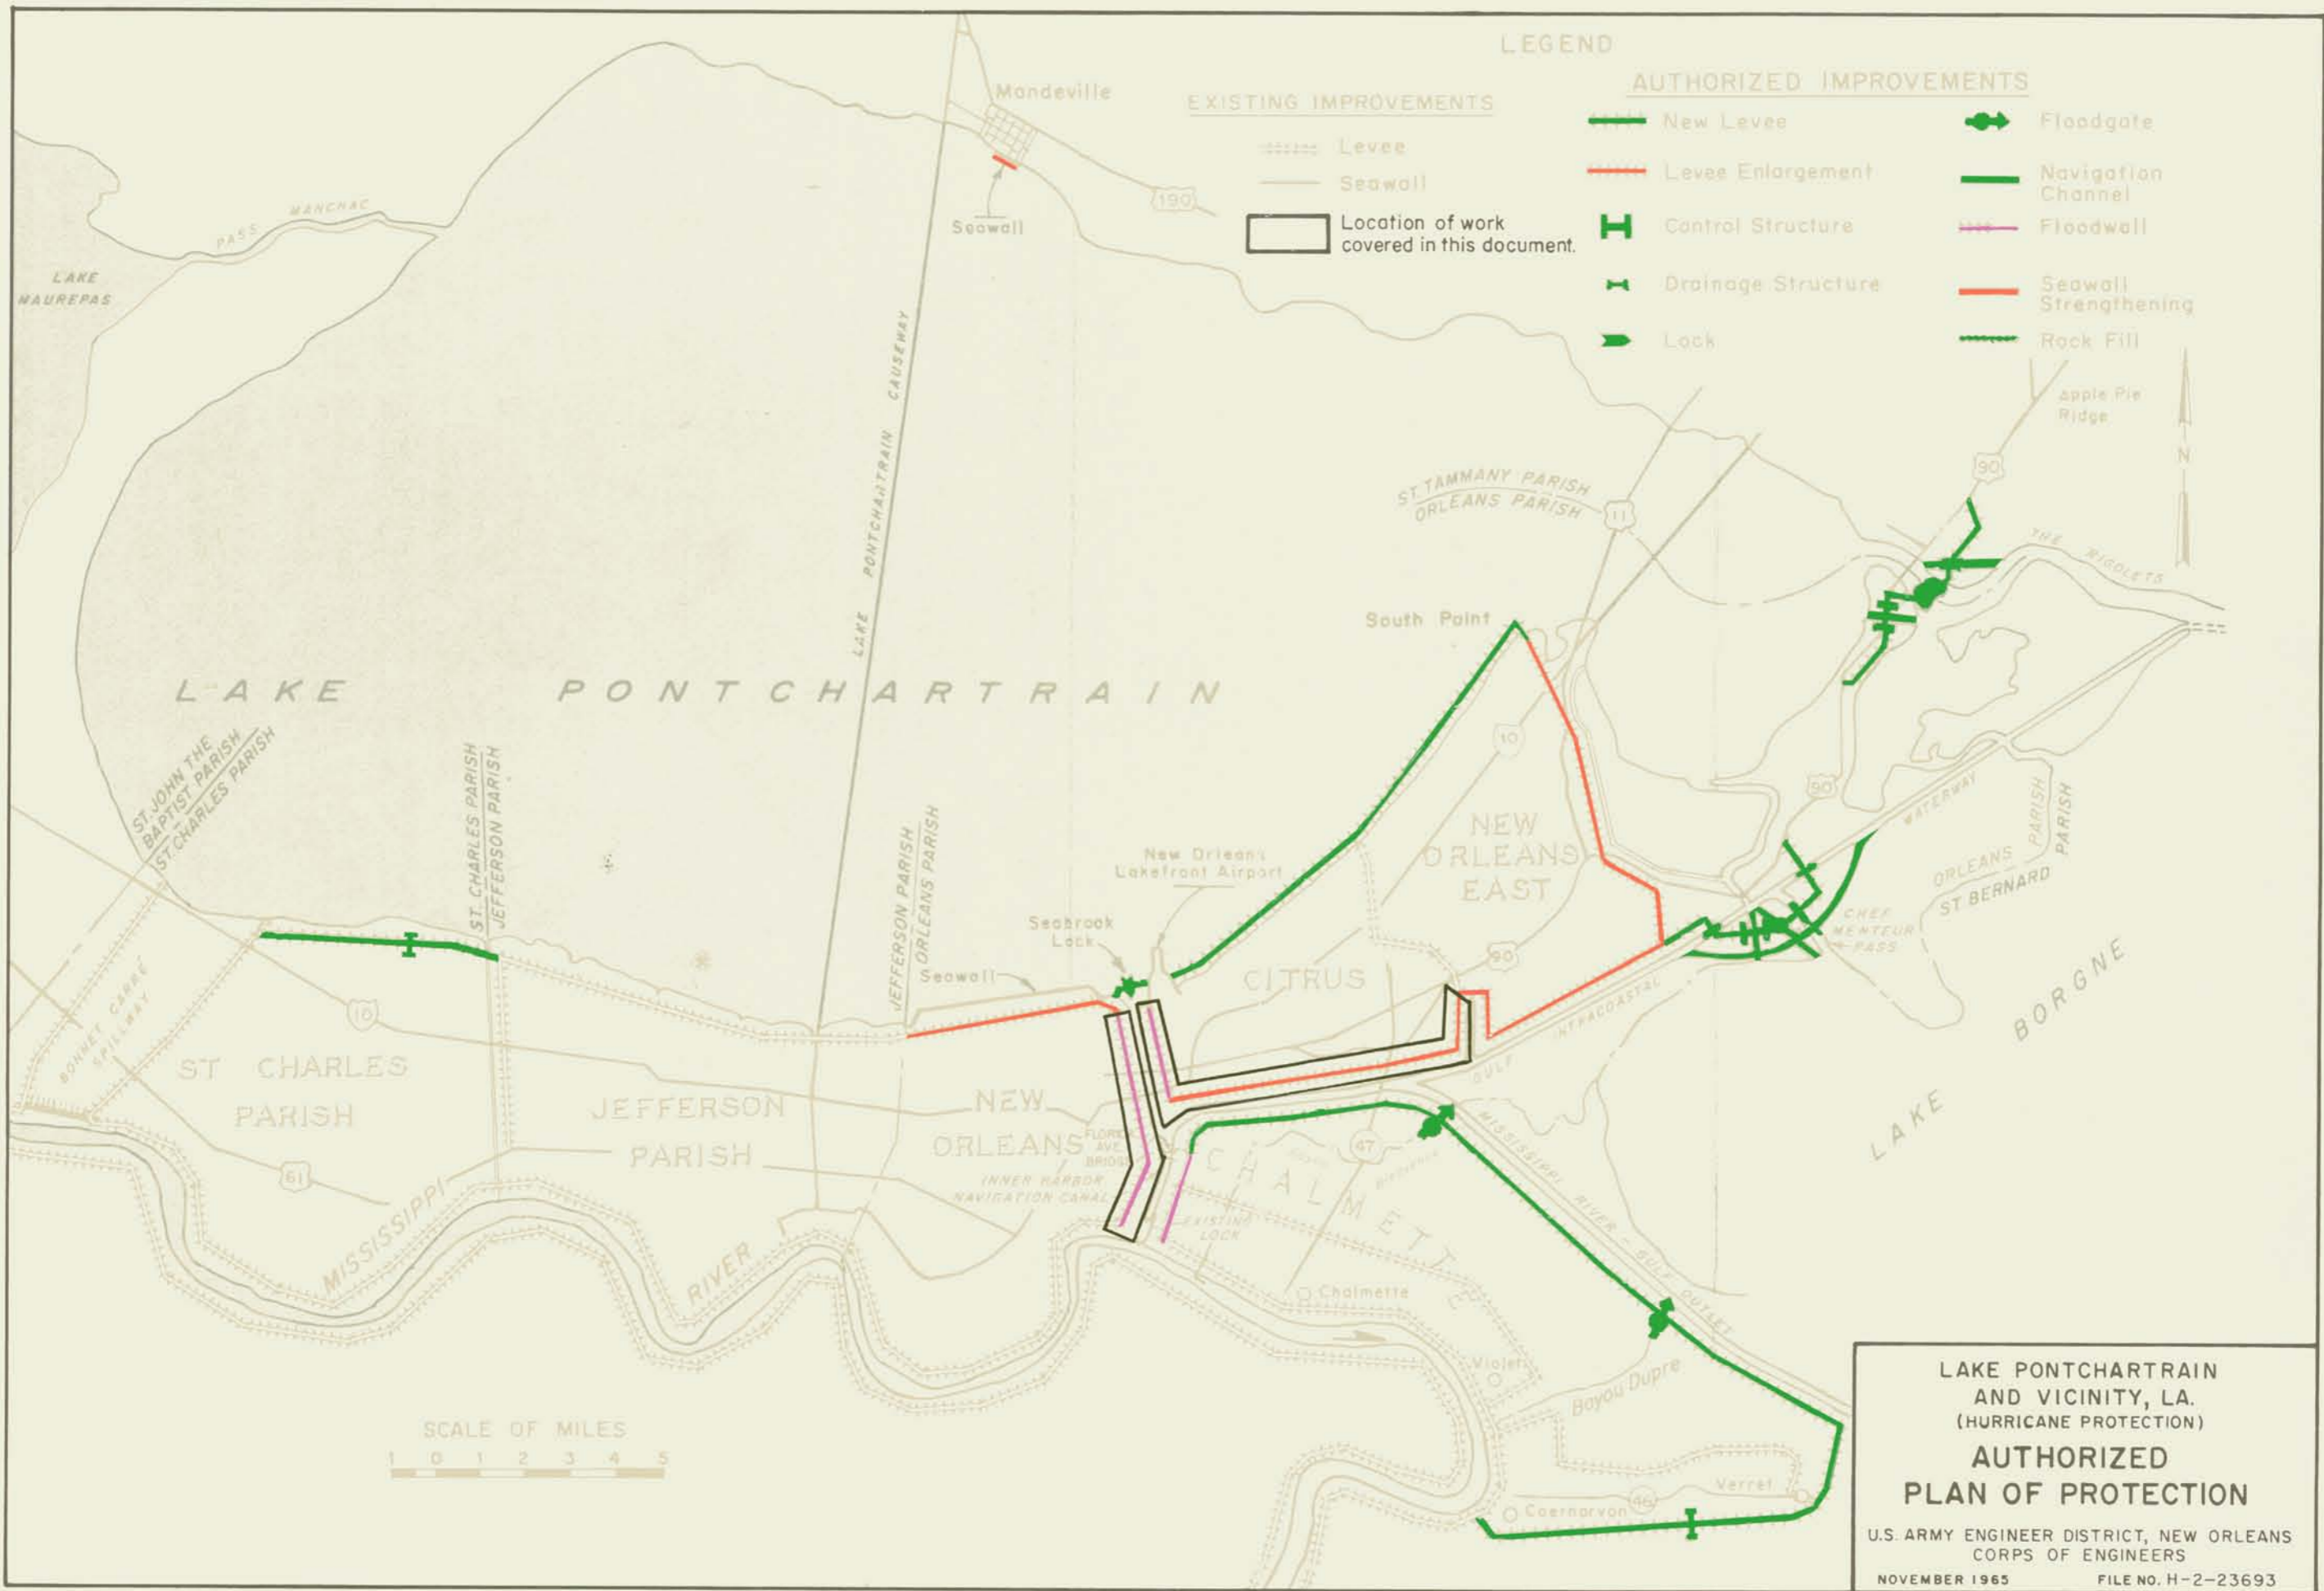 LEGEND
EXISTING IMPROVEMENTS
Levee
Seawall
Location of work
covered in this document.
AUTHORIZED IMPROVEMENTS
New Levee
Levee Enlargement
Control Structure
Drainage Structure
Lock
Floodgate
Navigation
Channel
Floodwall
Seawall
Strengthening
Rock Fill
Mandeville
190
Seawall
PASS MANCHAC
LAKE
MAUREPAS
LAKE PONTCHARTRAIN CAUSEWAY
Apple Pie
Ridge
N
90
ST. TAMMANY PARISH
ORLEANS PARISH
11
THE RIGOLETS
South Point
LAKE PONTCHARTRAIN
10
ST. JOHN THE
BAPTIST PARISH
ST. CHARLES PARISH
ST. CHARLES PARISH
JEFFERSON PARISH
JEFFERSON PARISH
ORLEANS PARISH
NEW
ORLEANS
EAST
90
GULF INTRACOASTAL WATERWAY
ORLEANS PARISH
ST BERNARD PARISH
New Orleans
Lakefront Airport
Seabrook
Lock
Seawall
CITRUS
90
CHEF
MENTEUR
PASS
LAKE BORGNE
BONNET CARRE
SPILLWAY
10
ST CHARLES
PARISH
61
JEFFERSON
PARISH
NEW
ORLEANS
FLORIDA
AVE
BRIDGE
INNER HARBOR
NAVIGATION CANAL
EXISTING
LOCK
CHALMETTE
47
Bayou
Bienvenue
MISSISSIPPI RIVER - GULF OUTLET
MISSISSIPPI RIVER
Chalmette
Violet
Bayou Dupre
Verret
46
Caernarvon
SCALE OF MILES
1 0 1 2 3 4 5
LAKE PONTCHARTRAIN
AND VICINITY, LA.
(HURRICANE PROTECTION)
AUTHORIZED
PLAN OF PROTECTION
U.S. ARMY ENGINEER DISTRICT, NEW ORLEANS
CORPS OF ENGINEERS
NOVEMBER 1965 FILE NO. H-2-23693